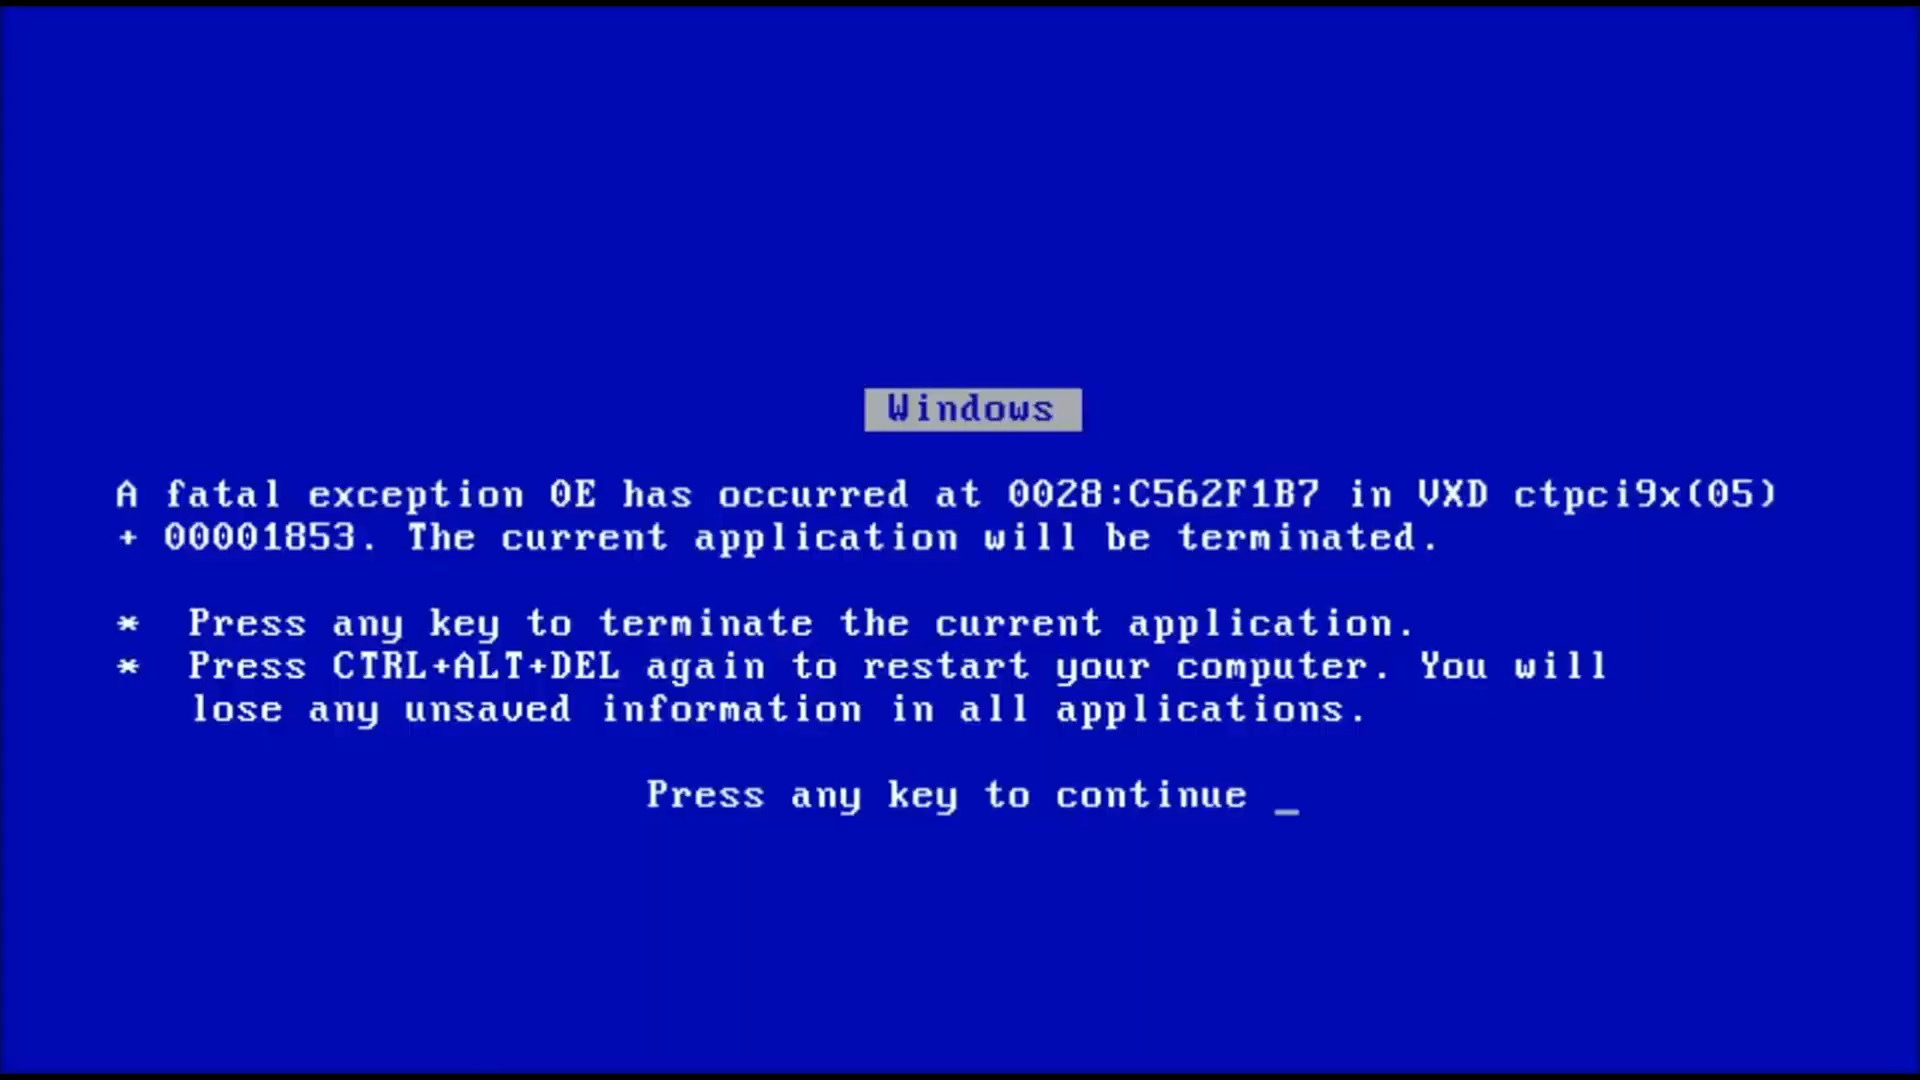 Windows
A fatal exception 0E has occurred at 0028:C562F1B7 in VXD ctpci9x(05)
+ 00001853. The current application will be terminated.
* Press any key to terminate the current application.
* Press CTRL+ALT+DEL again to restart your computer. You will
lose any unsaved information in all applications.
Press any key to continue _